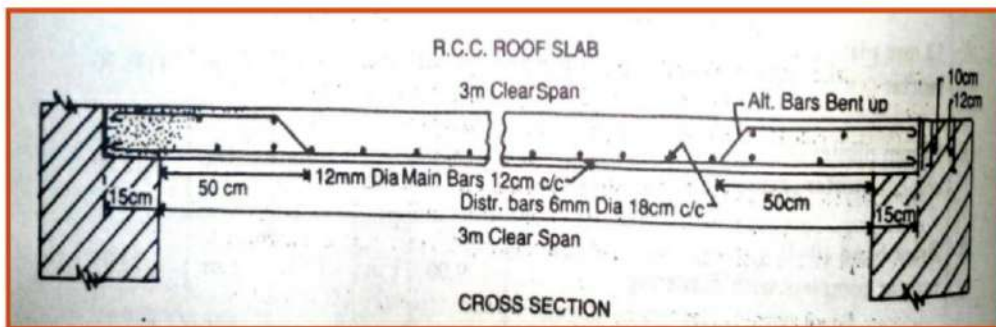 R.C.C. ROOF SLAB
3m Clear Span
Alt. Bars Bent up
10cm
12cm
50 cm
12mm Dia Main Bars 12cm c/c
Distr. bars 6mm Dia 18cm c/c
50cm
15cm
15cm
3m Clear Span
CROSS SECTION